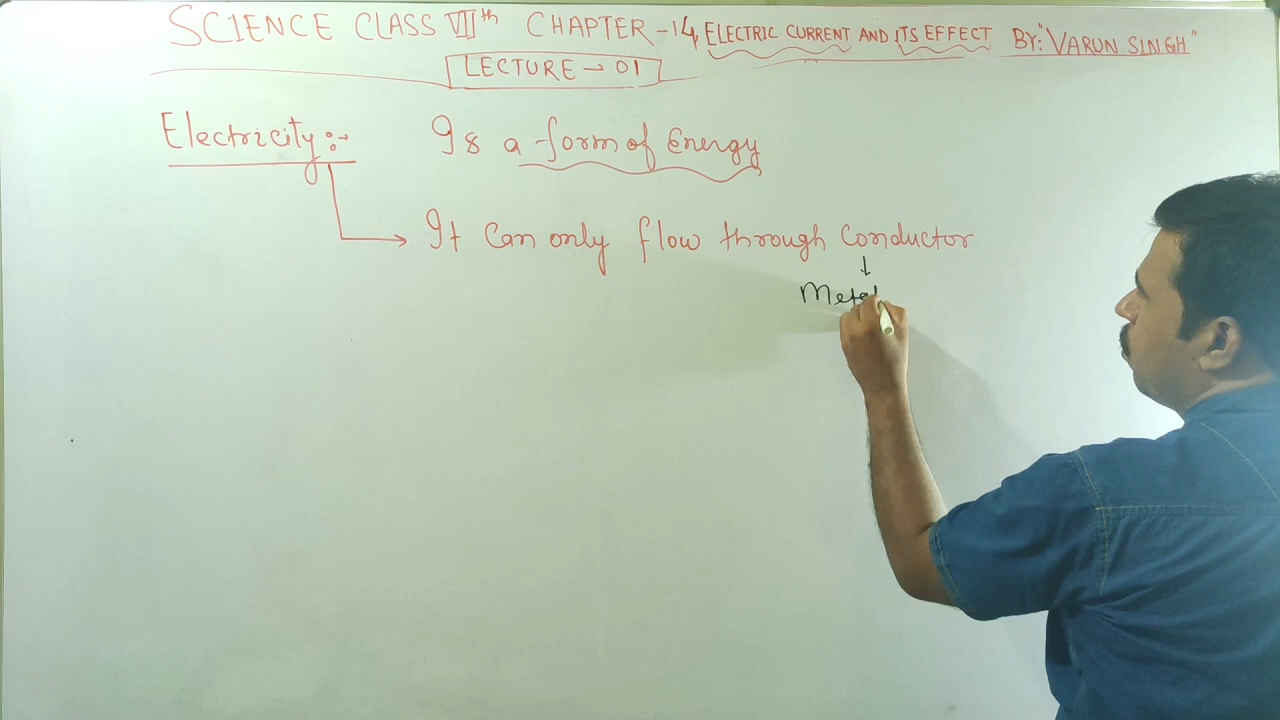 SCIENCE CLASS VIIth CHAPTER-14, ELECTRIC CURRENT AND ITS EFFECT BY:"VARUN SINGH"
LECTURE → 01
Electricity:- Is a form of Energy
It can only flow through conductor
Metal